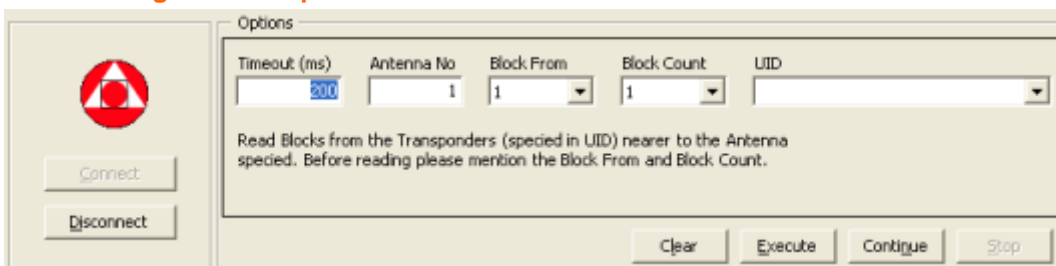 Options
Timeout (ms) Antenna No Block From Block Count UID
200 1 1 1
Read Blocks from the Transponders (specied in UID) nearer to the Antenna
specied. Before reading please mention the Block From and Block Count.
Connect
Disconnect
Clear Execute Continue Stop